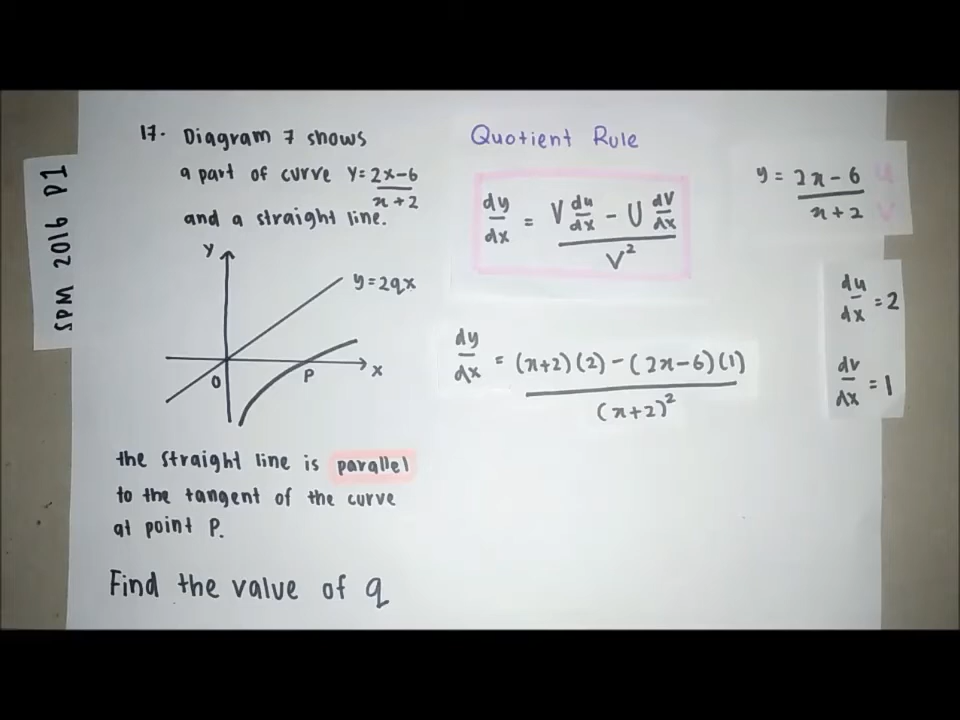 SPM 2016 P1
17. Diagram 7 shows
a part of curve y = 2x-6 / x+2
and a straight line.
y
y = 2qx
O
P
x
the straight line is parallel
to the tangent of the curve
at point P.
Find the value of q
Quotient Rule
dy/dx = V du/dx - U dv/dx / V²
dy/dx = (x+2)(2) - (2x-6)(1) / (x+2)²
y = 2x-6 / x+2
U
V
du/dx = 2
dv/dx = 1